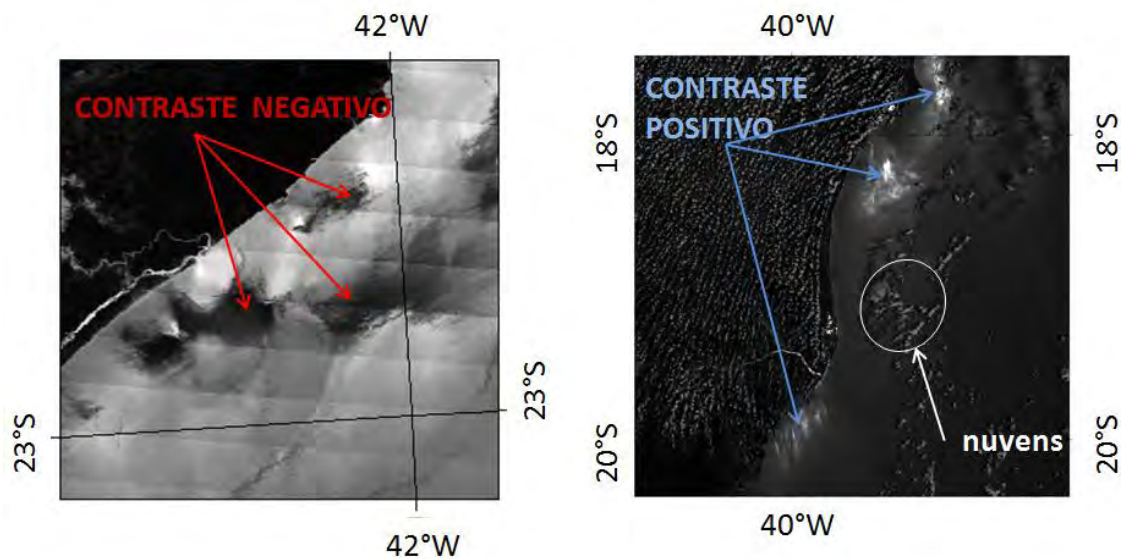 42°W
CONTRASTE NEGATIVO
23°S
23°S
42°W
40°W
CONTRASTE
POSITIVO
18°S
18°S
nuvens
20°S
20°S
40°W